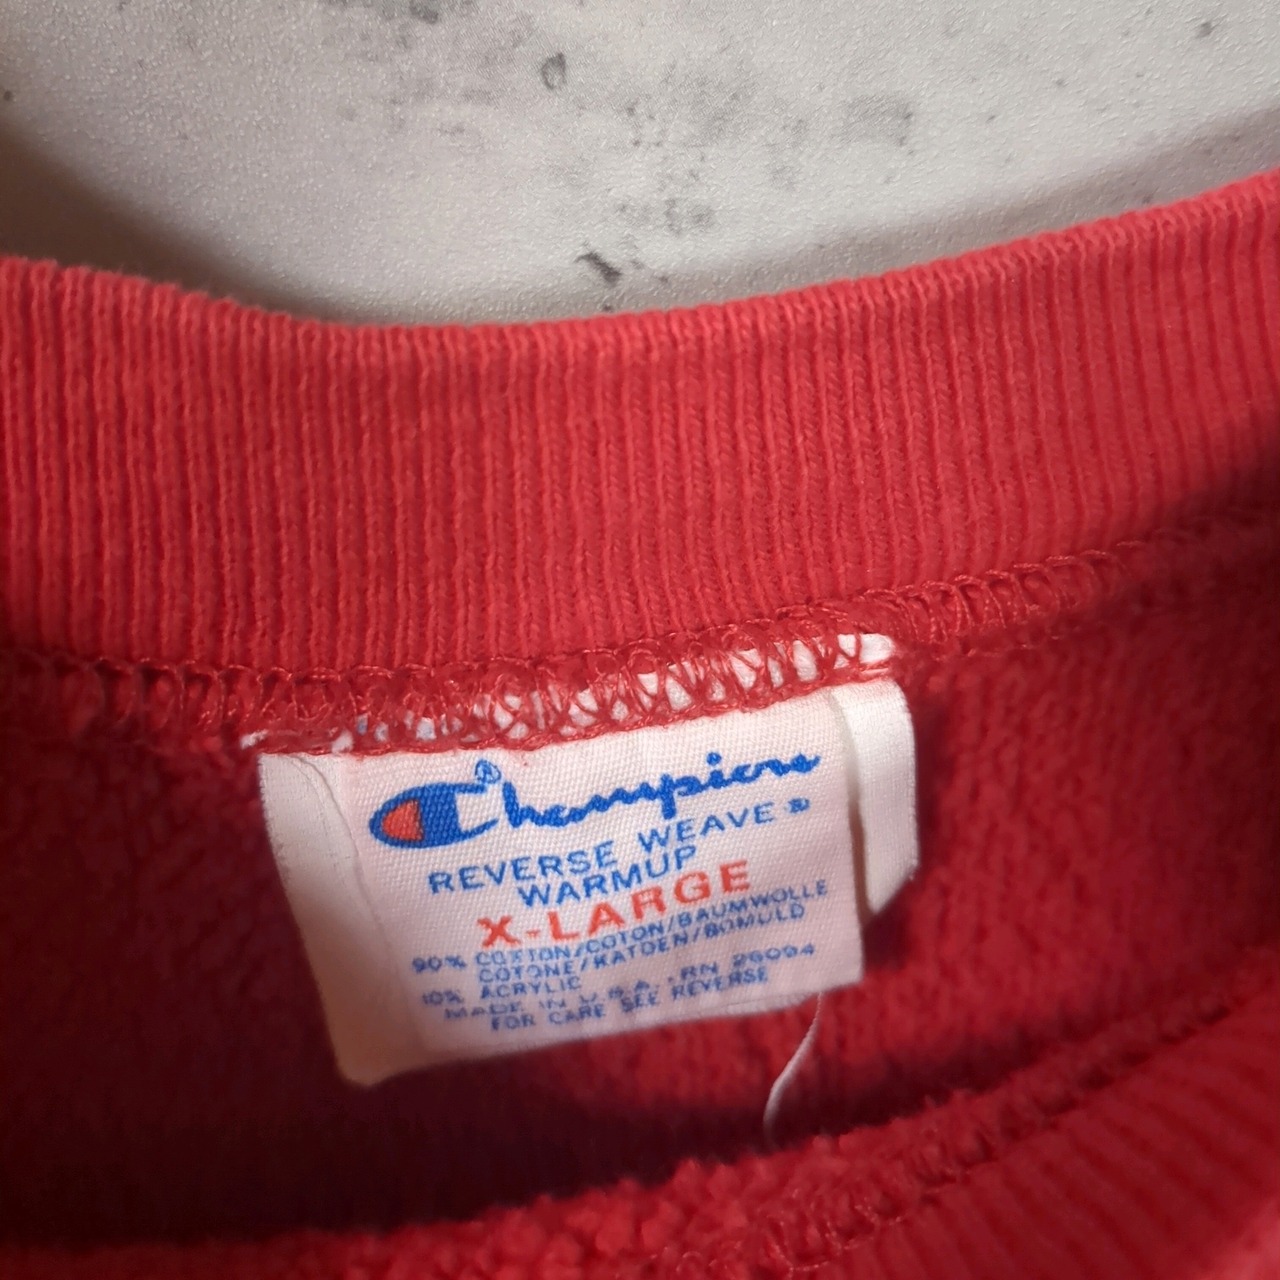 Champion®
REVERSE WEAVE ®
WARMUP
X-LARGE
90% COTTON/COTON/BAUMWOLLE
COTONE/KATOEN/BOMULD
10% ACRYLIC
MADE IN U.S.A. RN 26094
FOR CARE SEE REVERSE